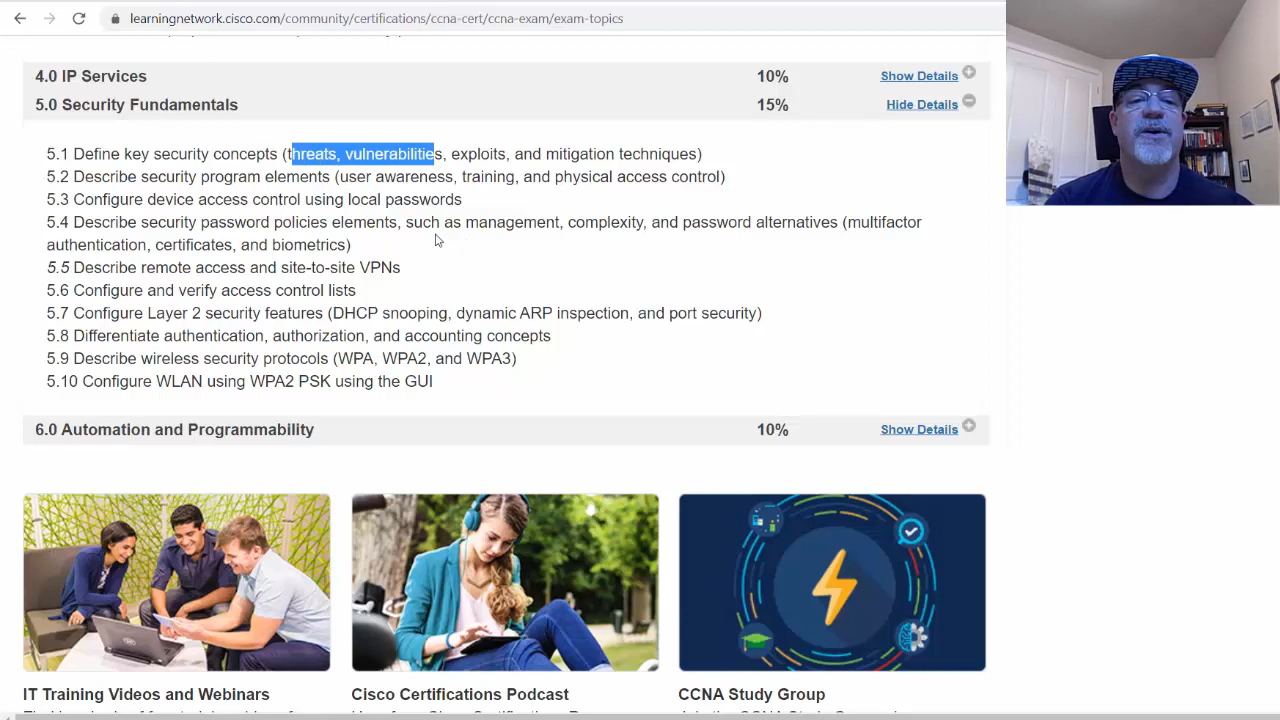 learningnetwork.cisco.com/community/certifications/ccna-cert/ccna-exam/exam-topics
4.0 IP Services 10% Show Details
5.0 Security Fundamentals 15% Hide Details
5.1 Define key security concepts (threats, vulnerabilities, exploits, and mitigation techniques)
5.2 Describe security program elements (user awareness, training, and physical access control)
5.3 Configure device access control using local passwords
5.4 Describe security password policies elements, such as management, complexity, and password alternatives (multifactor
authentication, certificates, and biometrics)
5.5 Describe remote access and site-to-site VPNs
5.6 Configure and verify access control lists
5.7 Configure Layer 2 security features (DHCP snooping, dynamic ARP inspection, and port security)
5.8 Differentiate authentication, authorization, and accounting concepts
5.9 Describe wireless security protocols (WPA, WPA2, and WPA3)
5.10 Configure WLAN using WPA2 PSK using the GUI
6.0 Automation and Programmability 10% Show Details
IT Training Videos and Webinars
Cisco Certifications Podcast
CCNA Study Group